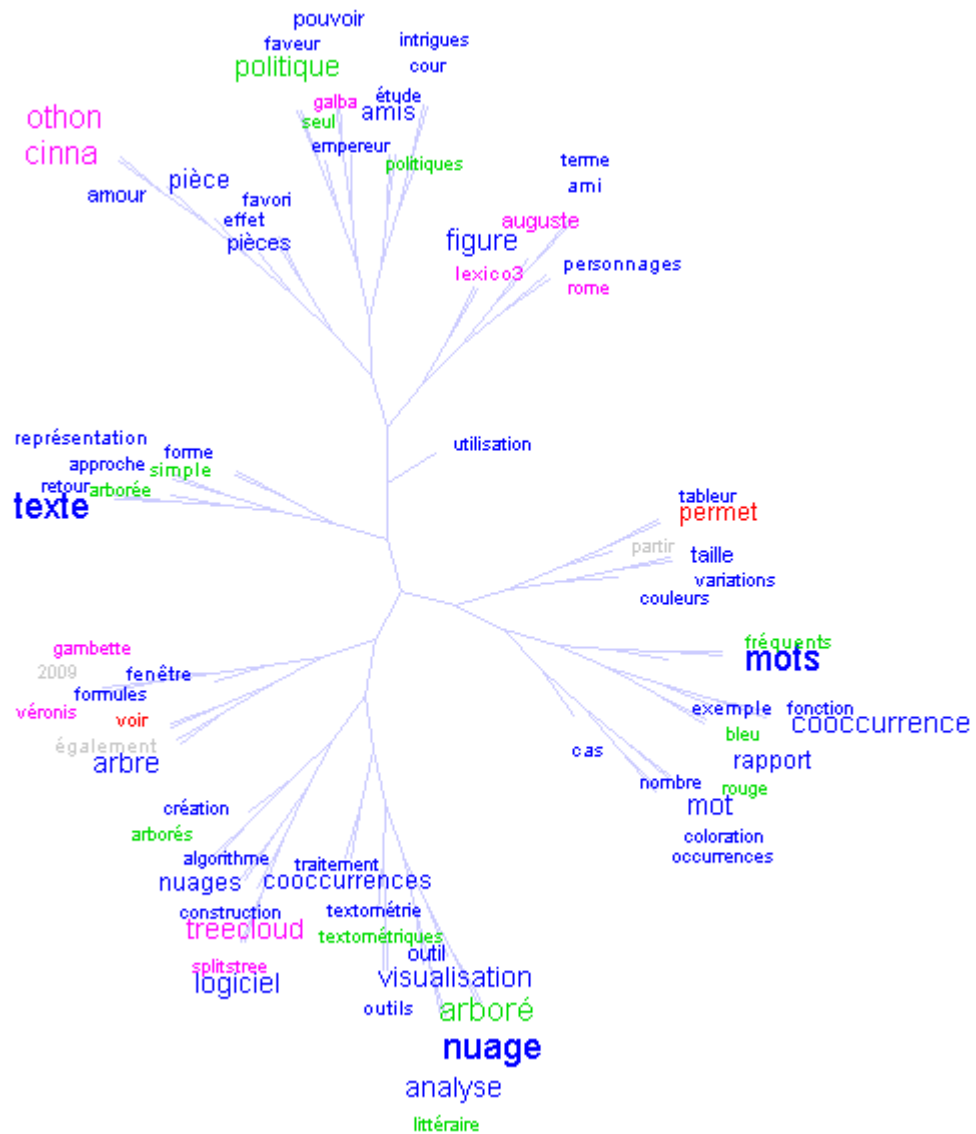 pouvoir
faveur
intrigues
politique
cour
galba
étude
amis
othon
seul
cinna
empereur
politiques
terme
pièce
ami
amour
favori
effet
auguste
pièces
figure
personnages
lexico3
rome
représentation
forme
utilisation
approche
simple
retour
arborée
texte
tableur
permet
partir
taille
variations
couleurs
gambette
fréquents
mots
2009
fenêtre
formules
véronis
voir
exemple
fonction
cooccurrence
également
bleu
arbre
cas
rapport
nombre
rouge
mot
création
arborés
coloration
algorithme
traitement
occurrences
nuages
cooccurrences
construction
textométrie
treecloud
textométriques
outil
splitstree
visualisation
logiciel
outils
arboré
nuage
analyse
littéraire